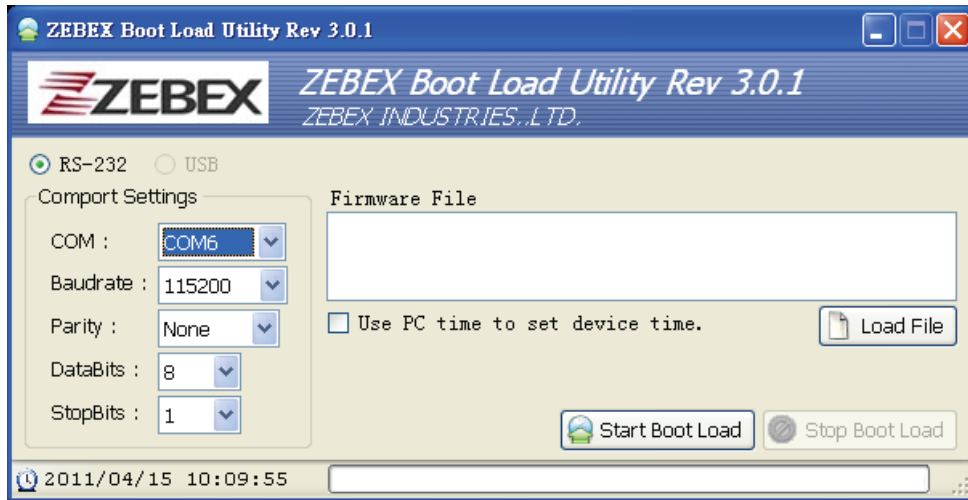 ZEBEX Boot Load Utility Rev 3.0.1
ZEBEX
ZEBEX Boot Load Utility Rev 3.0.1
ZEBEX INDUSTRIES.,LTD.
RS-232 USB
Comport Settings
COM : COM6
Baudrate : 115200
Parity : None
DataBits : 8
StopBits : 1
Firmware File
Use PC time to set device time.
Load File
Start Boot Load
Stop Boot Load
2011/04/15 10:09:55